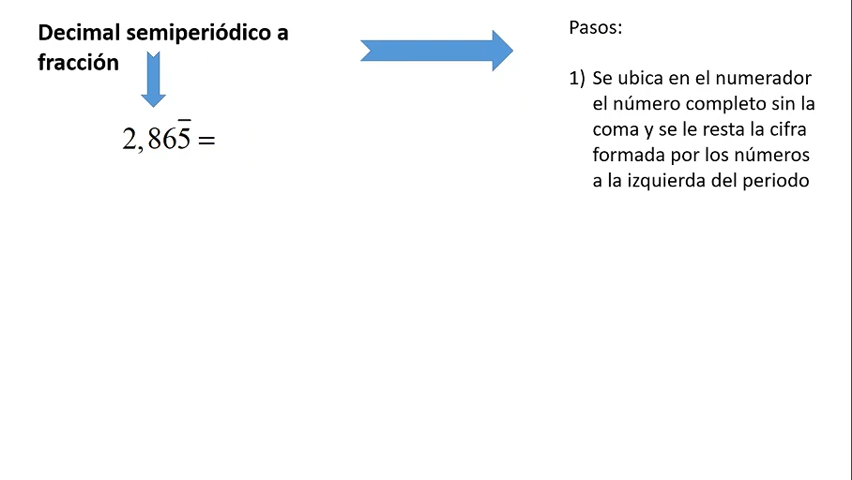 Decimal semiperiódico a
fracción
2,865̅ =
Pasos:
1) Se ubica en el numerador
el número completo sin la
coma y se le resta la cifra
formada por los números
a la izquierda del periodo